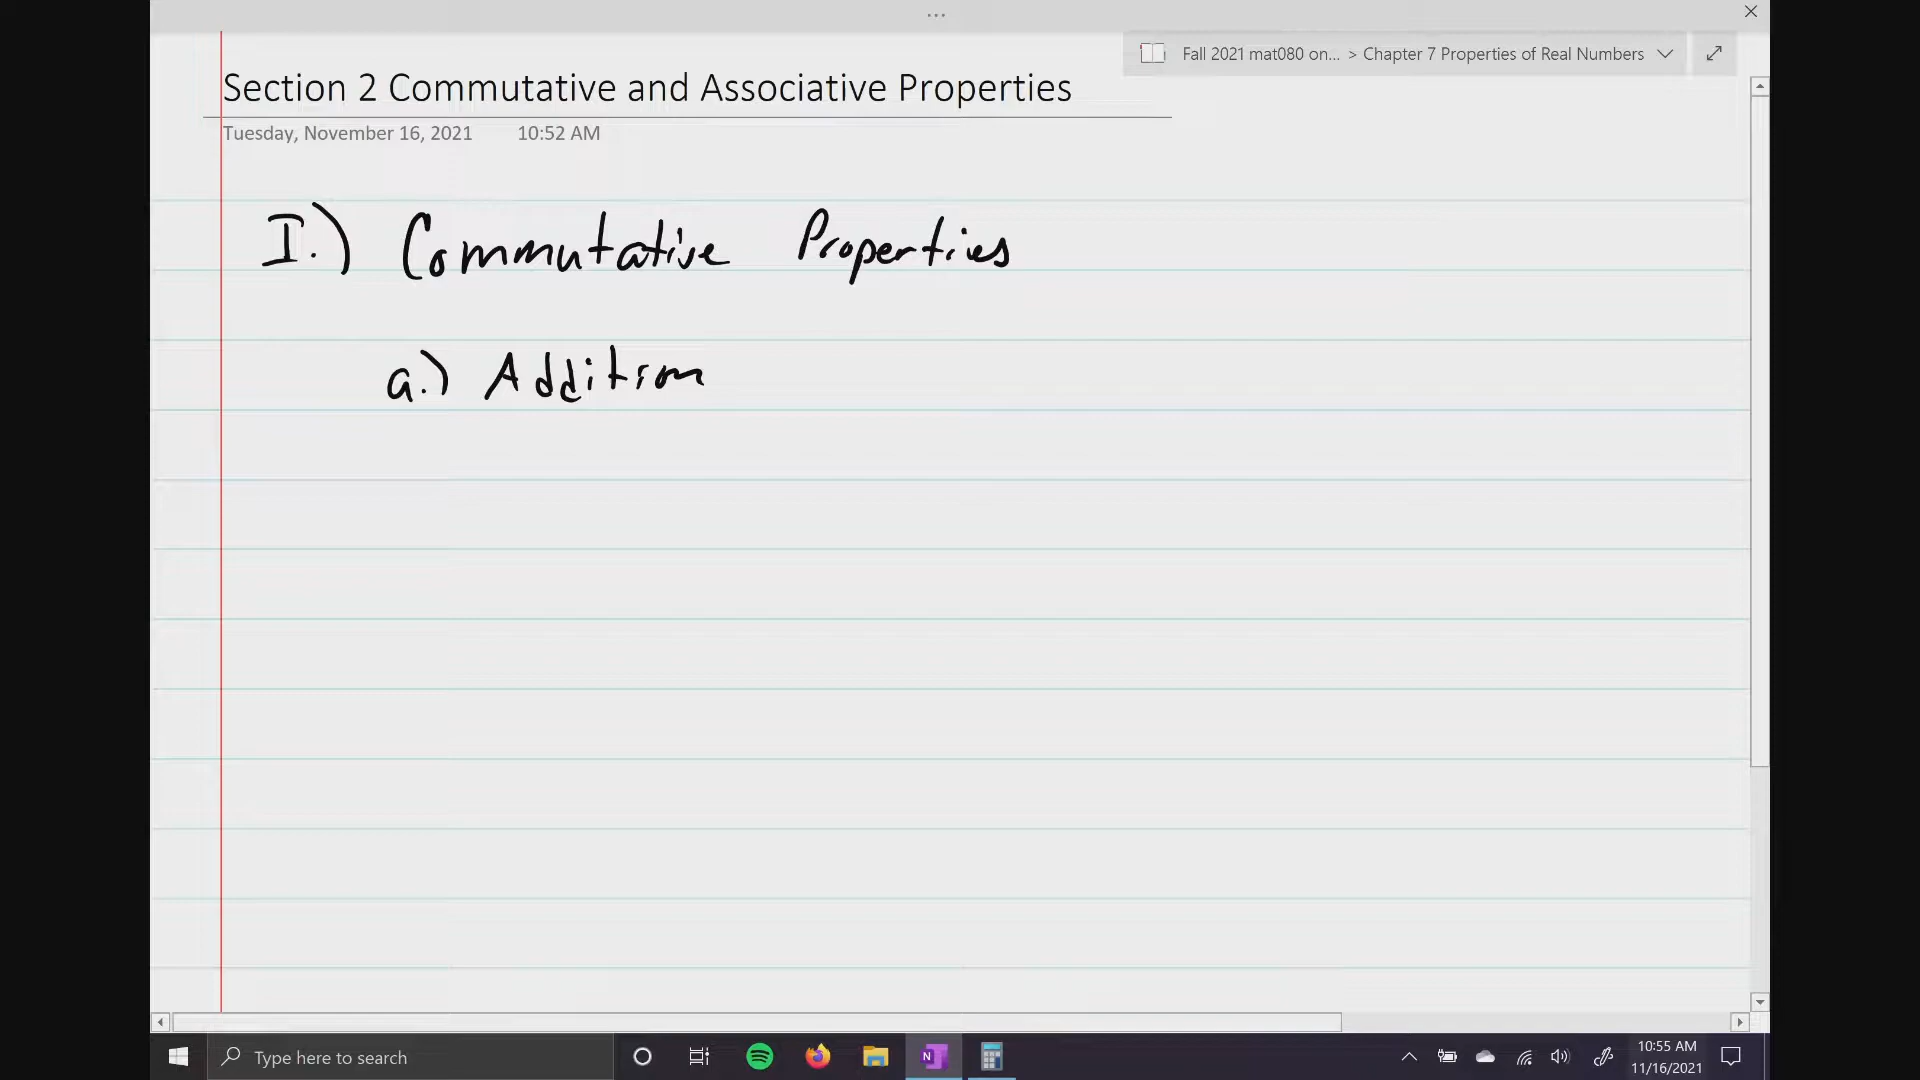 Fall 2021 mat080 on... > Chapter 7 Properties of Real Numbers
Section 2 Commutative and Associative Properties
Tuesday, November 16, 2021 10:52 AM
I.) Commutative Properties
a.) Addition
Type here to search
10:55 AM
11/16/2021